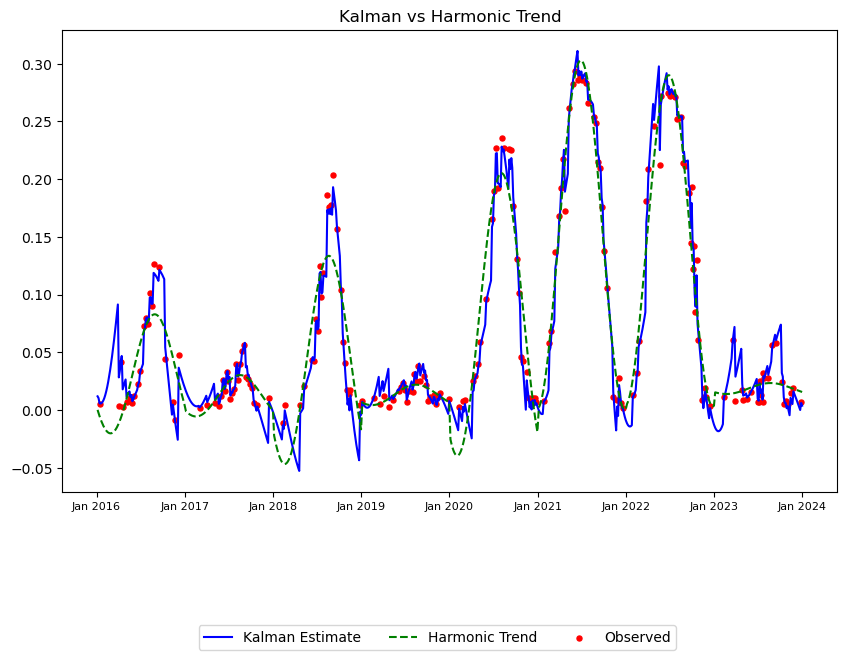 Kalman vs Harmonic Trend
0.30
0.25
0.20
0.15
0.10
0.05
0.00
−0.05
Jan 2016 Jan 2017 Jan 2018 Jan 2019 Jan 2020 Jan 2021 Jan 2022 Jan 2023 Jan 2024
Kalman Estimate Harmonic Trend Observed